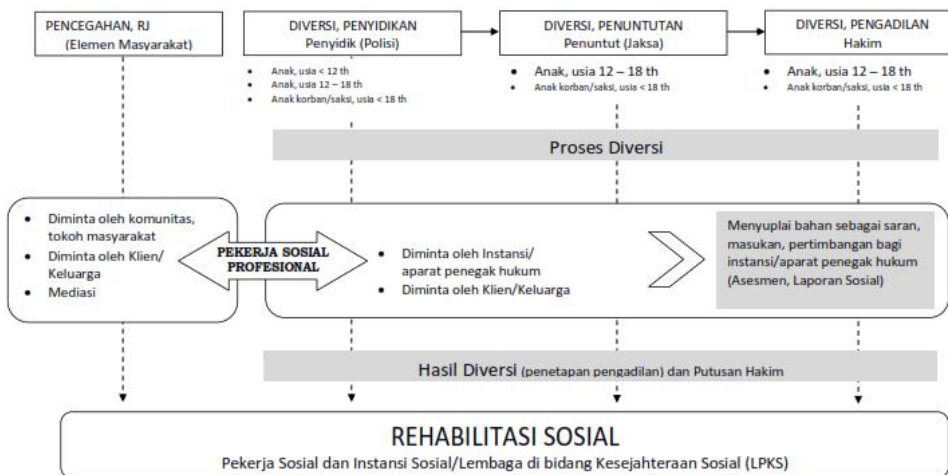 PENCEGAHAN, RJ
(Elemen Masyarakat)
DIVERSI, PENYIDIKAN
Penyidik (Polisi)
DIVERSI, PENUNTUTAN
Penuntut (Jaksa)
DIVERSI, PENGADILAN
Hakim
• Anak, usia < 12 th
• Anak, usia 12 – 18 th
• Anak korban/saksi, usia < 18 th
• Anak, usia 12 – 18 th
• Anak korban/saksi, usia < 18 th
• Anak, usia 12 – 18 th
• Anak korban/saksi, usia < 18 th
Proses Diversi
• Diminta oleh komunitas,
tokoh masyarakat
• Diminta oleh Klien/
Keluarga
• Mediasi
PEKERJA SOSIAL
PROFESIONAL
• Diminta oleh Instansi/
aparat penegak hukum
• Diminta oleh Klien/Keluarga
Menyuplai bahan sebagai saran,
masukan, pertimbangan bagi
instansi/aparat penegak hukum
(Asesmen, Laporan Sosial)
Hasil Diversi (penetapan pengadilan) dan Putusan Hakim
REHABILITASI SOSIAL
Pekerja Sosial dan Instansi Sosial/Lembaga di bidang Kesejahteraan Sosial (LPKS)